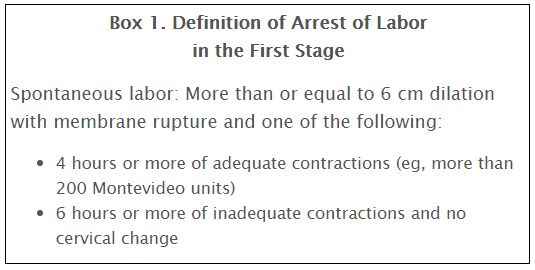 Box 1. Definition of Arrest of Labor
in the First Stage
Spontaneous labor: More than or equal to 6 cm dilation
with membrane rupture and one of the following:
• 4 hours or more of adequate contractions (eg, more than
200 Montevideo units)
• 6 hours or more of inadequate contractions and no
cervical change